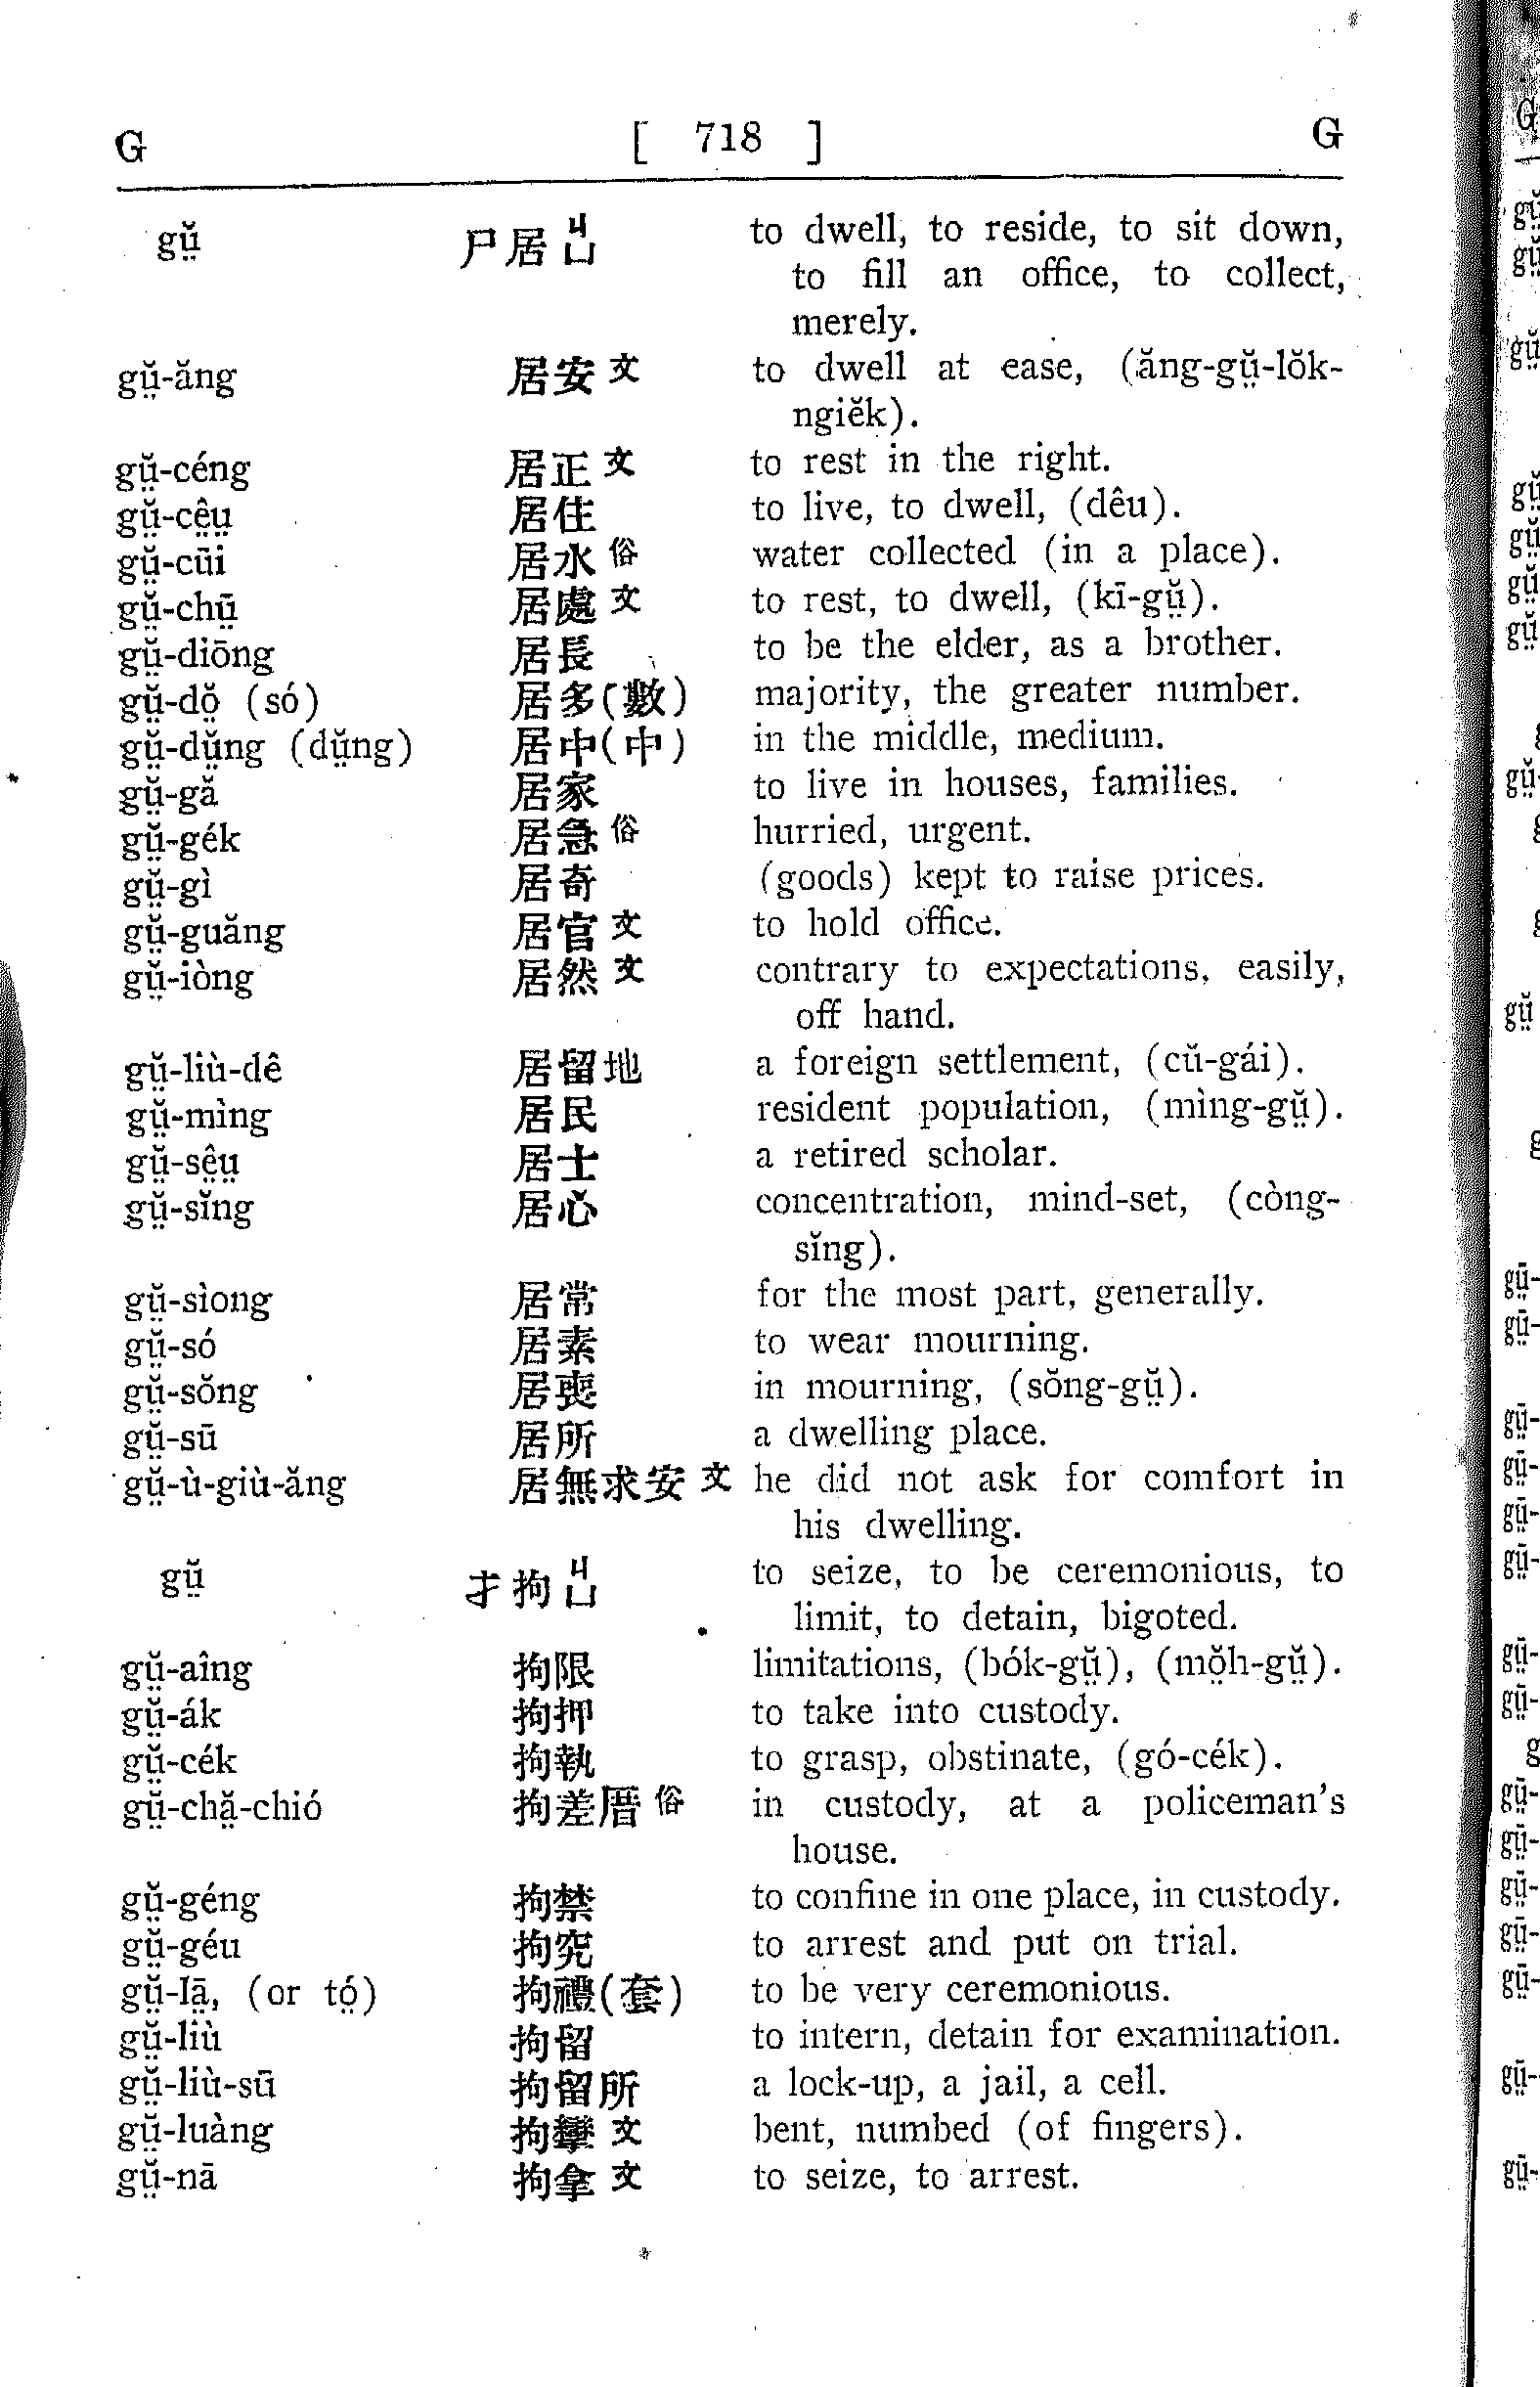 G [ 718 ] G
gṳ̆ 尸居ㄐㄩ to dwell, to reside, to sit down,
to fill an office, to collect,
merely.
gṳ̆-ăng 居安文 to dwell at ease, (ăng-gṳ̆-lŏk-
ngiĕk).
gṳ̆-céng 居正文 to rest in the right.
gṳ̆-cê̤ṳ 居住 to live, to dwell, (dêu).
gṳ̆-cūi 居水俗 water collected (in a place).
gṳ̆-chṳ̄ 居處文 to rest, to dwell, (kī-gṳ̆).
gṳ̆-diōng 居長 to be the elder, as a brother.
gṳ̆-dŏ̤ (só) 居多(數) majority, the greater number.
gṳ̆-dṳ̆ng (dṳ̆ng) 居中(中) in the middle, medium.
gṳ̆-gă 居家 to live in houses, families.
gṳ̆-gék 居急俗 hurried, urgent.
gṳ̆-gì 居奇 (goods) kept to raise prices.
gṳ̆-guăng 居官文 to hold office.
gṳ̆-iòng 居然文 contrary to expectations, easily,
off hand.
gṳ̆-liù-dê 居留地 a foreign settlement, (cŭ-gái).
gṳ̆-mìng 居民 resident population, (mìng-gṳ̆).
gṳ̆-sê̤ṳ 居士 a retired scholar.
gṳ̆-sĭng 居心 concentration, mind-set, (còng-
sĭng).
gṳ̆-sìong 居常 for the most part, generally.
gṳ̆-só 居素 to wear mourning.
gṳ̆-sŏng 居喪 in mourning, (sŏng-gṳ̆).
gṳ̆-sū 居所 a dwelling place.
gṳ̆-ù-giù-ăng 居無求安文 he did not ask for comfort in
his dwelling.
gṳ̆ 才拘ㄐㄩ to seize, to be ceremonious, to
limit, to detain, bigoted.
gṳ̆-aîng 拘限 limitations, (bók-gṳ̆), (mŏ̤h-gṳ̆).
gṳ̆-ák 拘押 to take into custody.
gṳ̆-cék 拘執 to grasp, obstinate, (gó-cék).
gṳ̆-chă̤-chió 拘差厝俗 in custody, at a policeman's
house.
gṳ̆-géng 拘禁 to confine in one place, in custody.
gṳ̆-géu 拘究 to arrest and put on trial.
gṳ̆-lā̤, (or tó̤) 拘禮(套) to be very ceremonious.
gṳ̆-liù 拘留 to intern, detain for examination.
gṳ̆-liù-sū 拘留所 a lock-up, a jail, a cell.
gṳ̆-luàng 拘攣文 bent, numbed (of fingers).
gṳ̆-nā 拘拿文 to seize, to arrest.